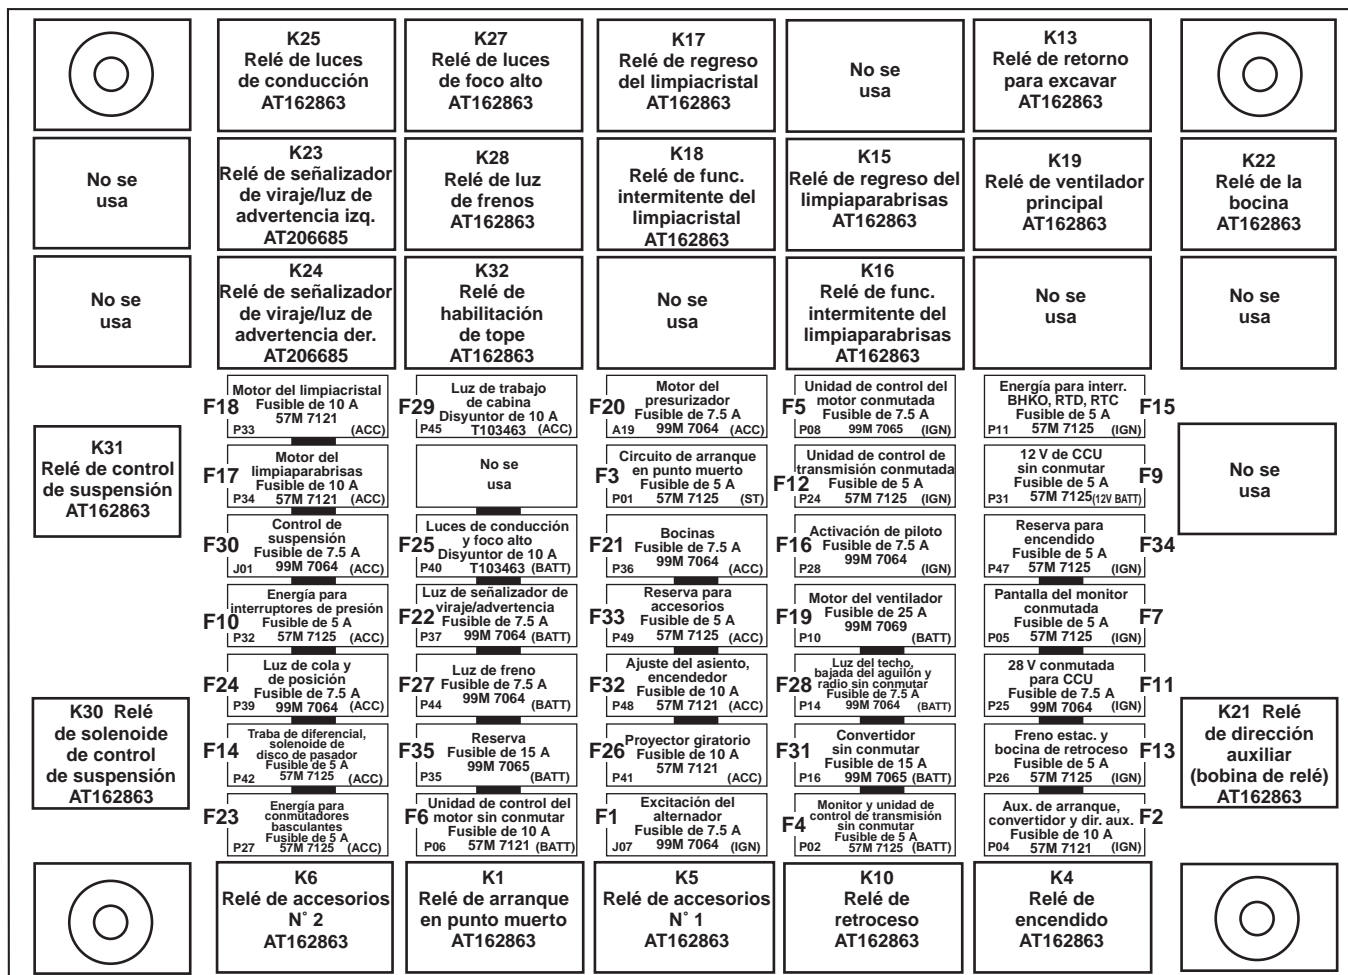 K25
Relé de luces
de conducción
AT162863
K27
Relé de luces
de foco alto
AT162863
K17
Relé de regreso
del limpiacristal
AT162863
No se
usa
K13
Relé de retorno
para excavar
AT162863
No se
usa
K23
Relé de señalizador
de viraje/luz de
advertencia izq.
AT206685
K28
Relé de luz
de frenos
AT162863
K18
Relé de func.
intermitente del
limpiacristal
AT162863
K15
Relé de regreso del
limpiaparabrisas
AT162863
K19
Relé de ventilador
principal
AT162863
K22
Relé de la
bocina
AT162863
No se
usa
K24
Relé de señalizador
de viraje/luz de
advertencia der.
AT206685
K32
Relé de
habilitación
de tope
AT162863
No se
usa
K16
Relé de func.
intermitente del
limpiaparabrisas
AT162863
No se
usa
No se
usa
F18
Motor del limpiacristal
Fusible de 10 A
57M 7121
P33 (ACC)
F29
Luz de trabajo
de cabina
Disyuntor de 10 A
P45 T103463 (ACC)
F20
Motor del
presurizador
Fusible de 7.5 A
A19 99M 7064 (ACC)
F5
Unidad de control del
motor conmutada
Fusible de 7.5 A
P08 99M 7065 (IGN)
Energía para interr.
BHKO, RTD, RTC
Fusible de 5 A
P11 57M 7125 (IGN)
F15
K31
Relé de control
de suspensión
AT162863
F17
Motor del
limpiaparabrisas
Fusible de 10 A
P34 57M 7121 (ACC)
No se
usa
F3
Circuito de arranque
en punto muerto
Fusible de 5 A
P01 57M 7125 (ST)
F12
Unidad de control de
transmisión conmutada
Fusible de 5 A
P24 57M 7125 (IGN)
12 V de CCU
sin conmutar
Fusible de 5 A
P31 57M 7125 (12V BATT)
F9
No se
usa
F30
Control de
suspensión
Fusible de 7.5 A
J01 99M 7064 (ACC)
F25
Luces de conducción
y foco alto
Disyuntor de 10 A
P40 T103463 (BATT)
F21
Bocinas
Fusible de 7.5 A
99M 7064
P36 (ACC)
F16
Activación de piloto
Fusible de 7.5 A
99M 7064
P28 (IGN)
Reserva para
encendido
Fusible de 5 A
P47 57M 7125 (IGN)
F34
F10
Energía para
interruptores de presión
Fusible de 5 A
P32 57M 7125 (ACC)
F22
Luz de señalizador de
viraje/advertencia
Fusible de 7.5 A
P37 99M 7064 (BATT)
F33
Reserva para
accesorios
Fusible de 5 A
P49 57M 7125 (ACC)
F19
Motor del ventilador
Fusible de 25 A
99M 7069
P10 (BATT)
Pantalla del monitor
conmutada
Fusible de 5 A
P05 57M 7125 (IGN)
F7
F24
Luz de cola y
de posición
Fusible de 7.5 A
P39 99M 7064 (ACC)
F27
Luz de freno
Fusible de 7.5 A
99M 7064
P44 (BATT)
F32
Ajuste del asiento,
encendedor
Fusible de 10 A
P48 57M 7121 (ACC)
F28
Luz del techo,
bajada del aguilón y
radio sin conmutar
Fusible de 7.5 A
P14 99M 7064 (BATT)
28 V conmutada
para CCU
Fusible de 7.5 A
P25 99M 7064 (IGN)
F11
K30 Relé
de solenoide
de control
de suspensión
AT162863
F14
Traba de diferencial,
solenoide de
disco de pasador
Fusible de 5 A
P42 57M 7125 (ACC)
F35
Reserva
Fusible de 15 A
99M 7065
P35 (BATT)
F26
Proyector giratorio
Fusible de 10 A
57M 7121
P41 (ACC)
F31
Convertidor
sin conmutar
Fusible de 15 A
P16 99M 7065 (BATT)
Freno estac. y
bocina de retroceso
Fusible de 5 A
P26 57M 7125 (IGN)
F13
K21 Relé
de dirección
auxiliar
(bobina de relé)
AT162863
F23
Energía para
conmutadores
basculantes
Fusible de 5 A
P27 57M 7125 (ACC)
F6
Unidad de control del
motor sin conmutar
Fusible de 10 A
P06 57M 7121 (BATT)
F1
Excitación del
alternador
Fusible de 7.5 A
J07 99M 7064 (IGN)
F4
Monitor y unidad de
control de transmisión
sin conmutar
Fusible de 5 A
P02 57M 7125 (BATT)
Aux. de arranque,
convertidor y dir. aux.
Fusible de 10 A
P04 57M 7121 (IGN)
F2
K6
Relé de accesorios
N° 2
AT162863
K1
Relé de arranque
en punto muerto
AT162863
K5
Relé de accesorios
N° 1
AT162863
K10
Relé de
retroceso
AT162863
K4
Relé de
encendido
AT162863